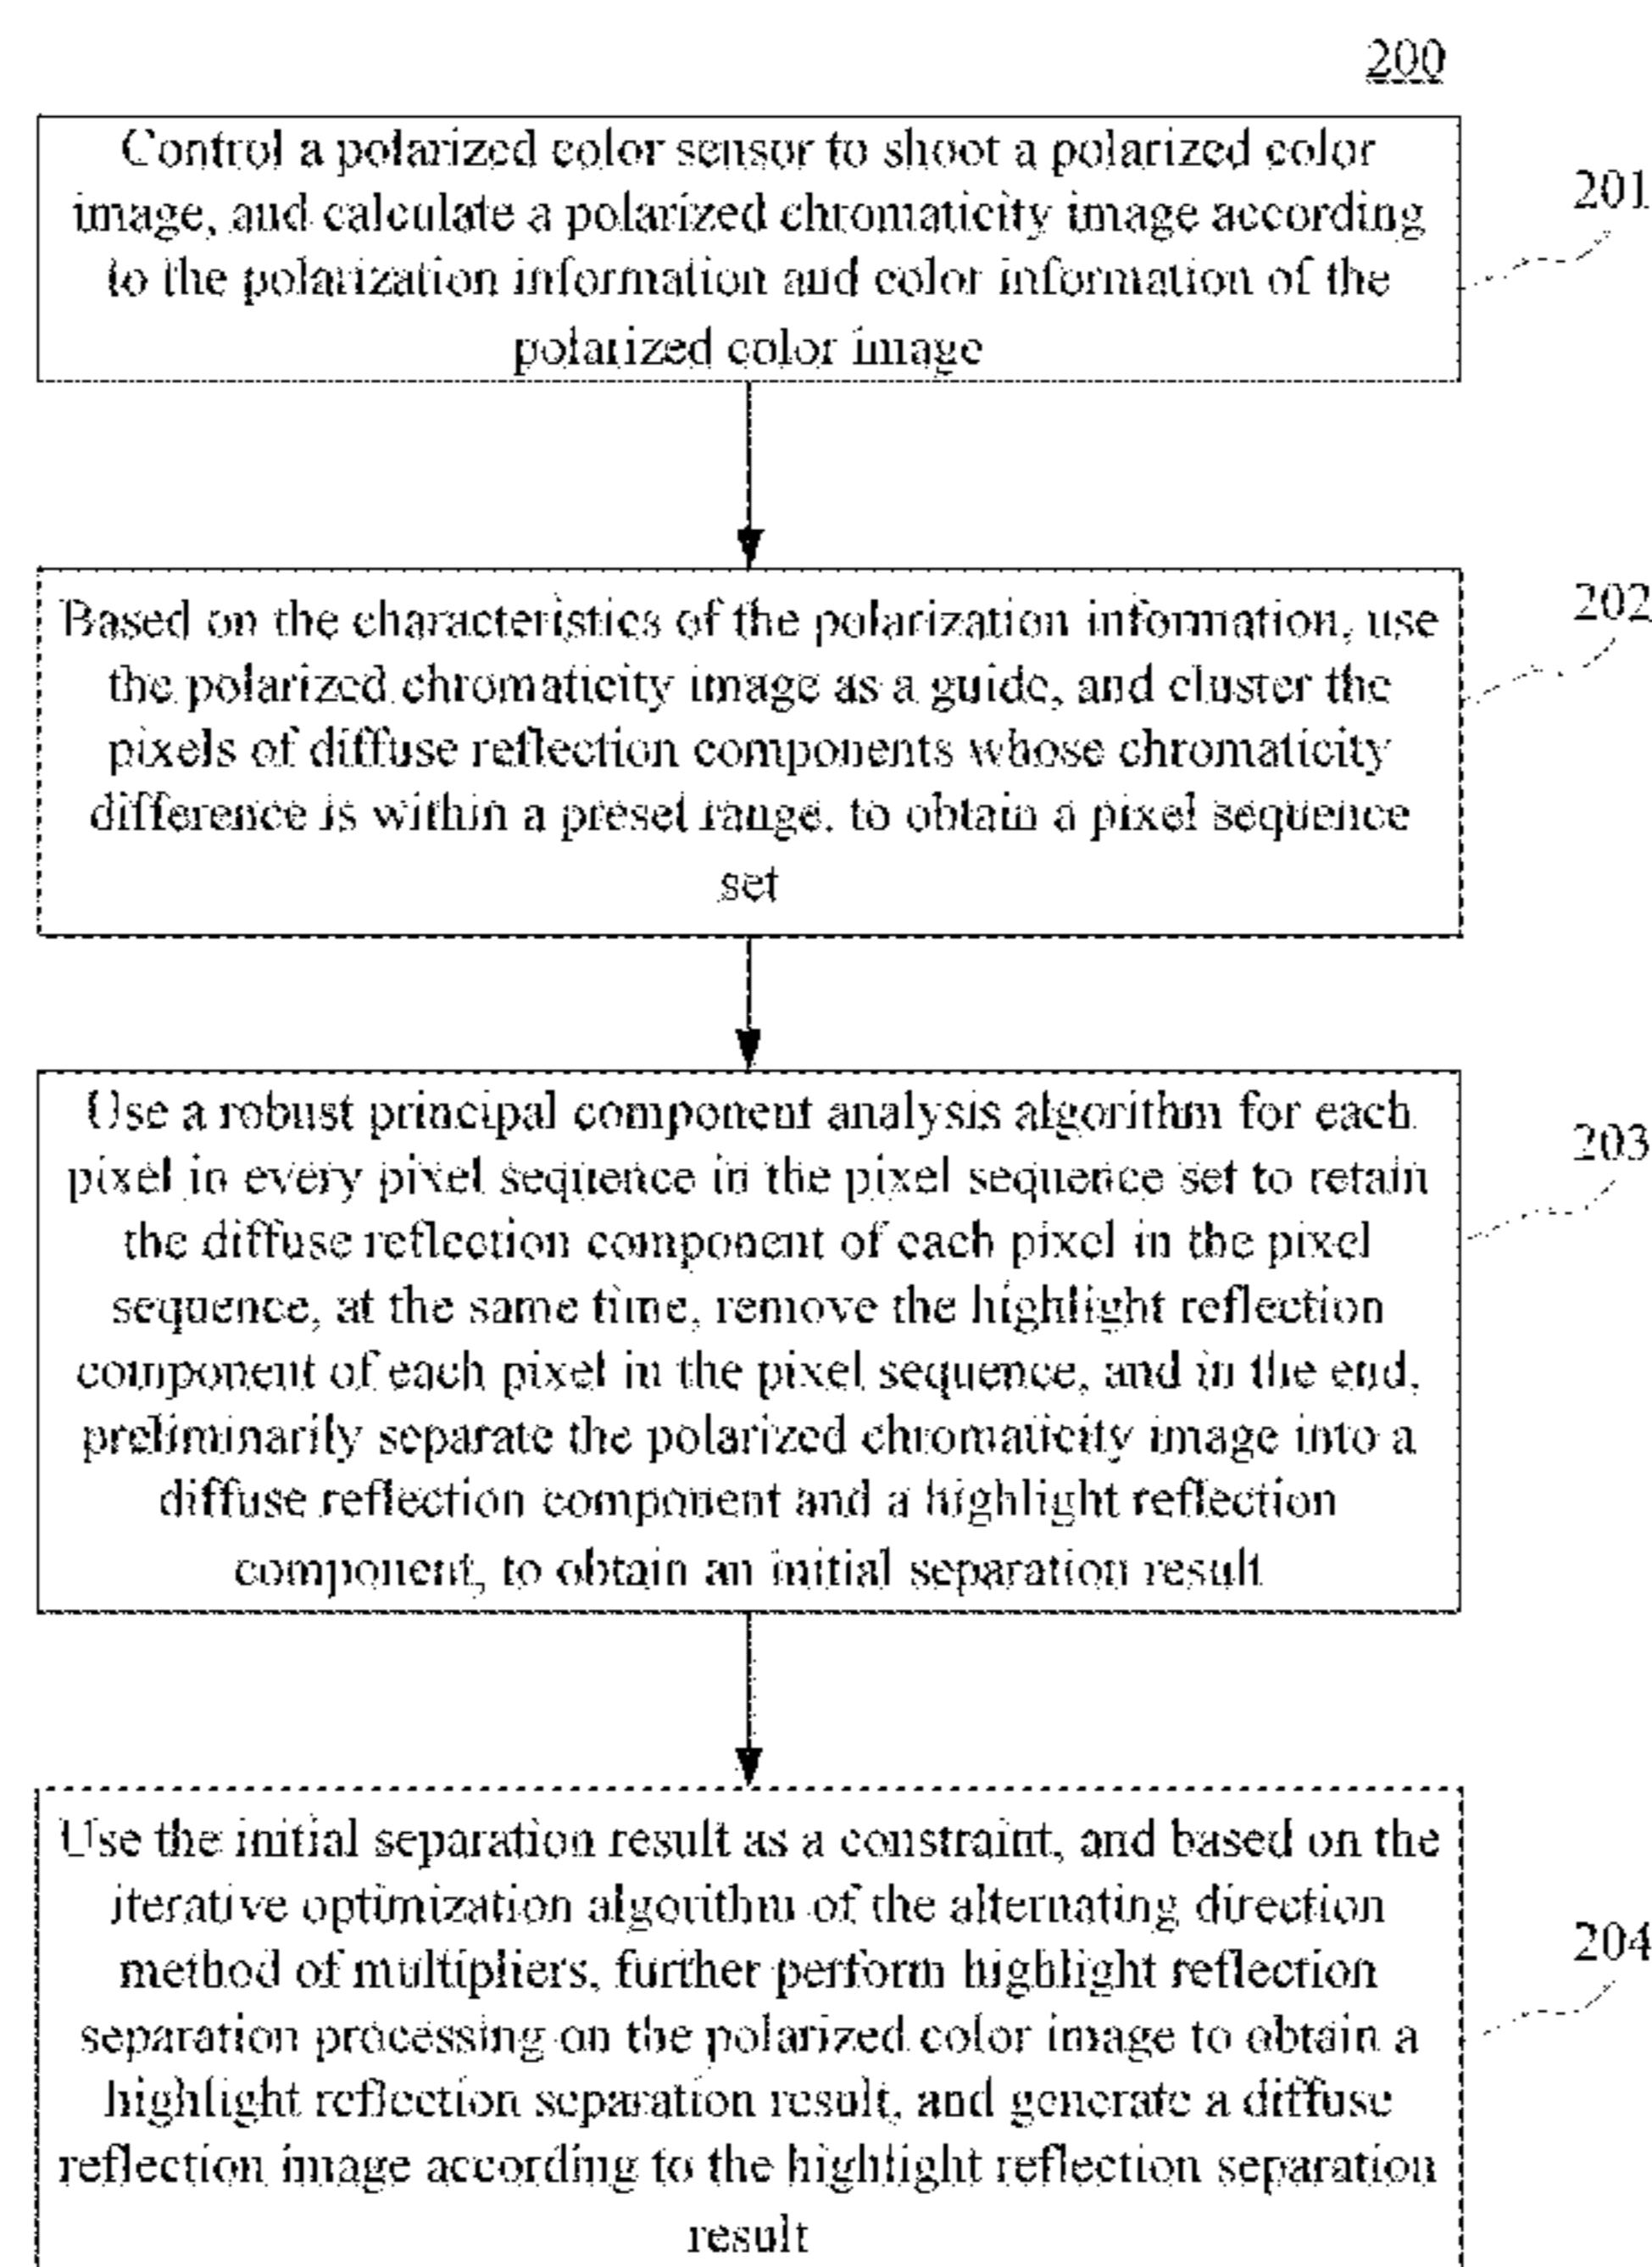 200
Control a polarized color sensor to shoot a polarized color
image, and calculate a polarized chromaticity image according
to the polarization information and color information of the
polarized color image
201
Based on the characteristics of the polarization information, use
the polarized chromaticity image as a guide, and cluster the
pixels of diffuse reflection components whose chromaticity
difference is within a preset range, to obtain a pixel sequence
set
202
Use a robust principal component analysis algorithm for each
pixel in every pixel sequence in the pixel sequence set to retain
the diffuse reflection component of each pixel in the pixel
sequence, at the same time, remove the highlight reflection
component of each pixel in the pixel sequence, and in the end,
preliminarily separate the polarized chromaticity image into a
diffuse reflection component and a highlight reflection
component, to obtain an initial separation result
203
Use the initial separation result as a constraint, and based on the
iterative optimization algorithm of the alternating direction
method of multipliers, further perform highlight reflection
separation processing on the polarized color image to obtain a
highlight reflection separation result, and generate a diffuse
reflection image according to the highlight reflection separation
result
204